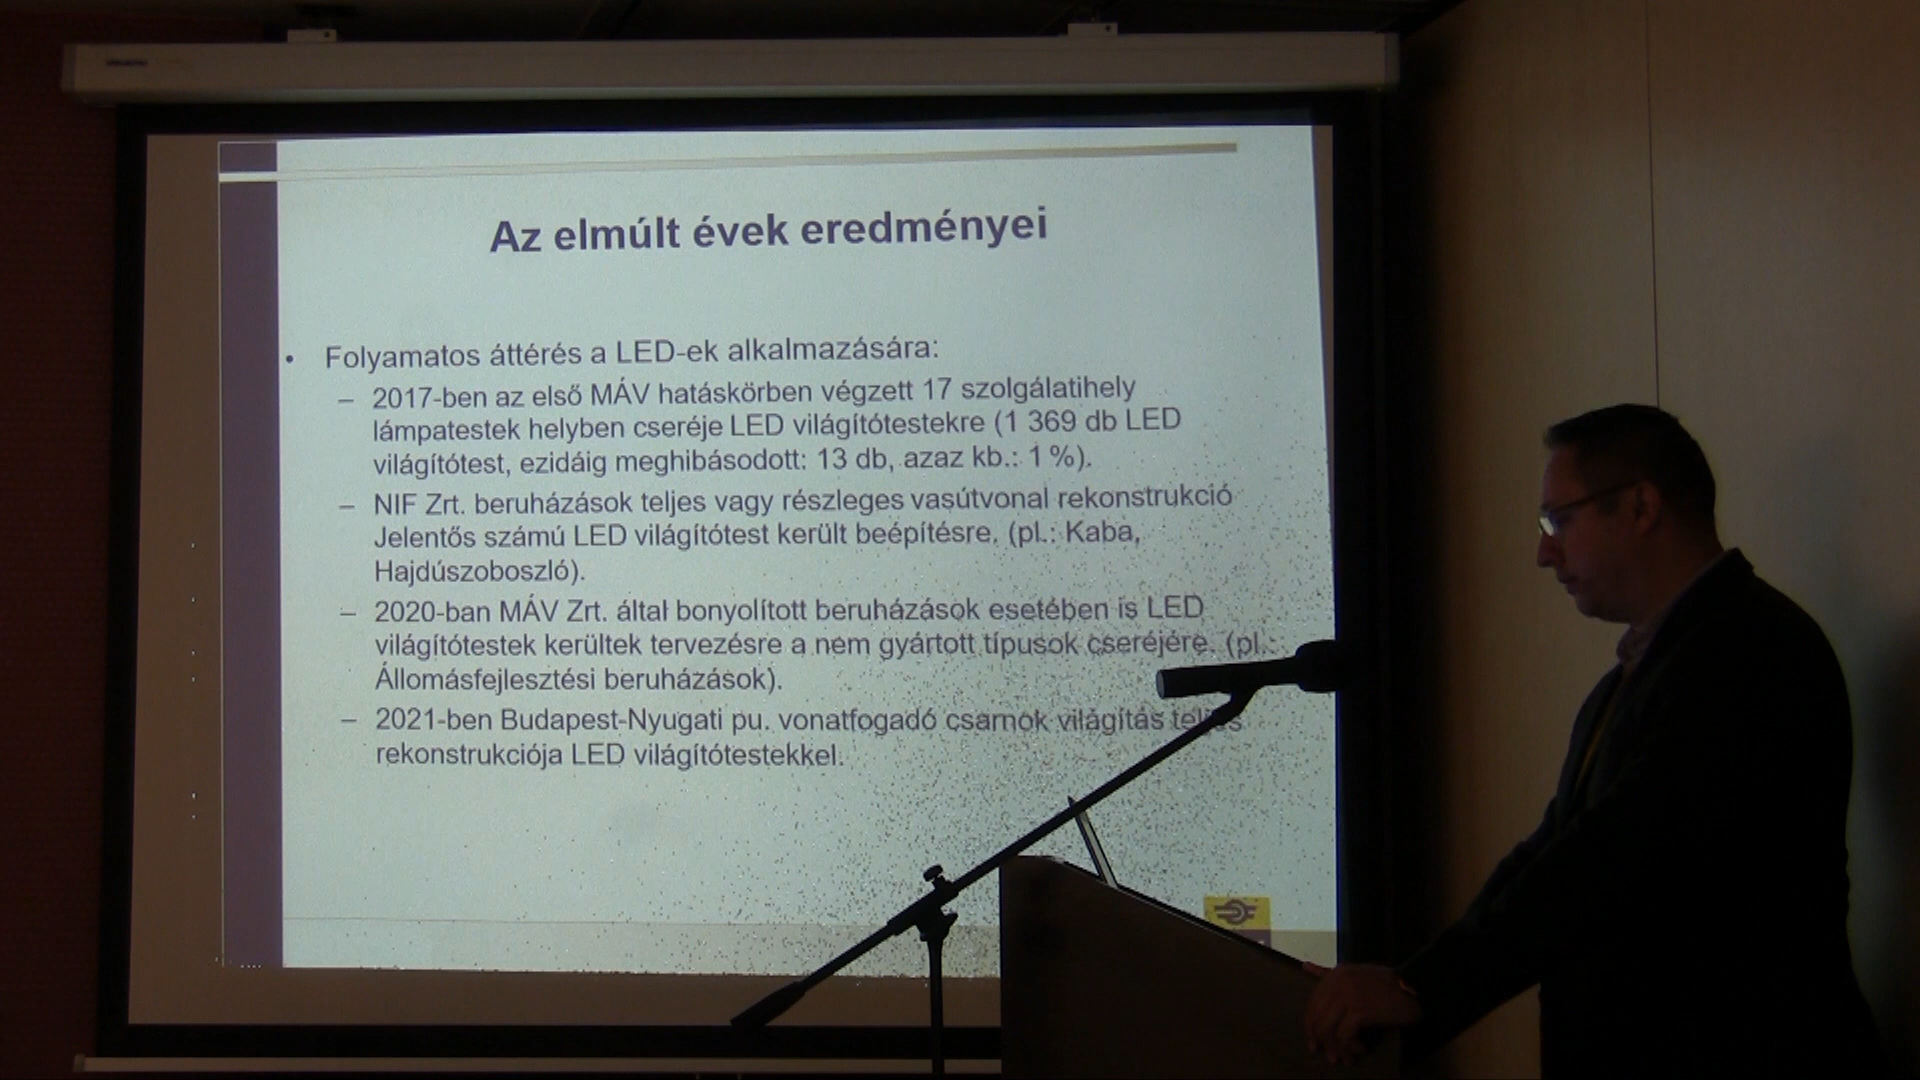 Az elmúlt évek eredményei
• Folyamatos áttérés a LED-ek alkalmazására:
– 2017-ben az első MÁV hatáskörben végzett 17 szolgálatihely
lámpatestek helyben cseréje LED világítótestekre (1 369 db LED
világítótest, ezidáig meghibásodott: 13 db, azaz kb.: 1 %).
– NIF Zrt. beruházások teljes vagy részleges vasútvonal rekonstrukció
Jelentős számú LED világítótest került beépítésre. (pl.: Kaba,
Hajdúszoboszló).
– 2020-ban MÁV Zrt. által bonyolított beruházások esetében is LED
világítótestek kerültek tervezésre a nem gyártott típusok cseréjére. (pl.:
Állomásfejlesztési beruházások).
– 2021-ben Budapest-Nyugati pu. vonatfogadó csarnok világítás teljes
rekonstrukciója LED világítótestekkel.